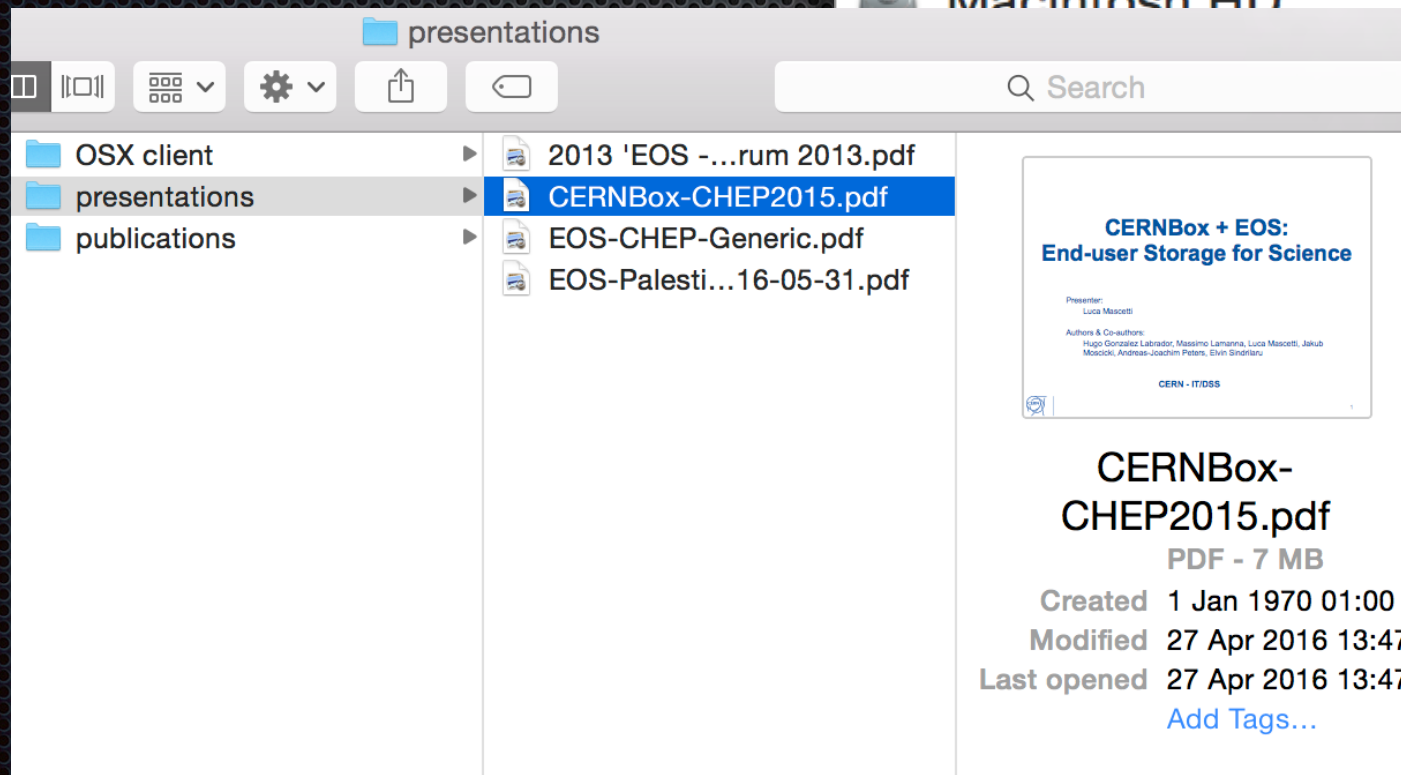 Macintosh HD
presentations
Search
OSX client
presentations
publications
2013 'EOS -...rum 2013.pdf
CERNBox-CHEP2015.pdf
EOS-CHEP-Generic.pdf
EOS-Palesti...16-05-31.pdf
CERNBox + EOS:
End-user Storage for Science
Presenter:
Luca Mascetti
Authors & Co-authors:
Hugo Gonzalez Labrador, Massimo Lamanna, Luca Mascetti, Jakub
Moscicki, Andreas-Joachim Peters, Elvin Sindrilaru
CERN - IT/DSS
CERN
1
CERNBox-
CHEP2015.pdf
PDF - 7 MB
Created 1 Jan 1970 01:00
Modified 27 Apr 2016 13:47
Last opened 27 Apr 2016 13:47
Add Tags...